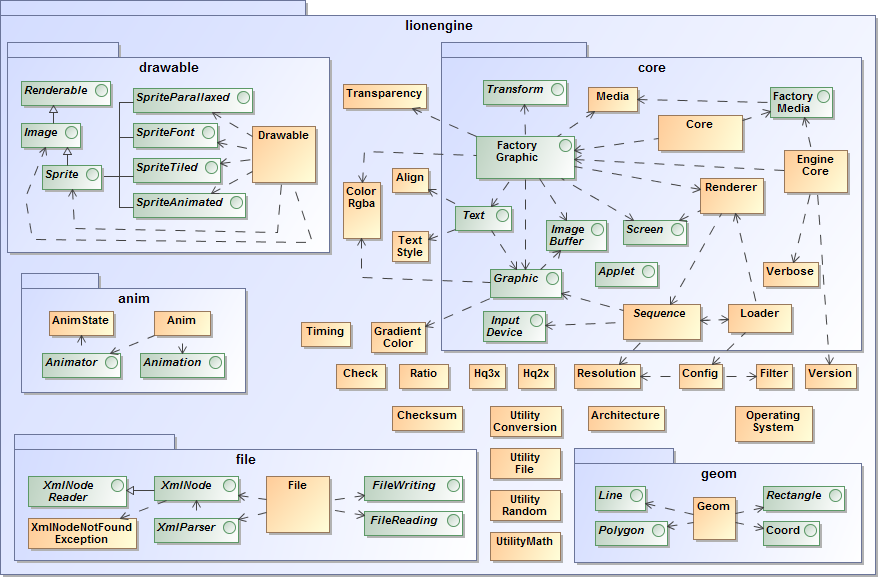 lionengine
drawable
Renderable
Image
Sprite
SpriteParallaxed
SpriteFont
SpriteTiled
SpriteAnimated
Drawable
core
Transform
Media
Factory
Media
Core
Factory
Graphic
Engine
Core
Renderer
Text
Image
Buffer
Screen
Graphic
Applet
Verbose
Input
Device
Sequence
Loader
Transparency
Align
Color
Rgba
Text
Style
anim
AnimState
Anim
Animator
Animation
Timing
Gradient
Color
Check
Ratio
Hq3x
Hq2x
Resolution
Config
Filter
Version
Checksum
Utility
Conversion
Architecture
Operating
System
Utility
File
Utility
Random
UtilityMath
file
XmlNode
Reader
XmlNode
File
FileWriting
XmlNodeNotFound
Exception
XmlParser
FileReading
geom
Line
Geom
Rectangle
Polygon
Coord